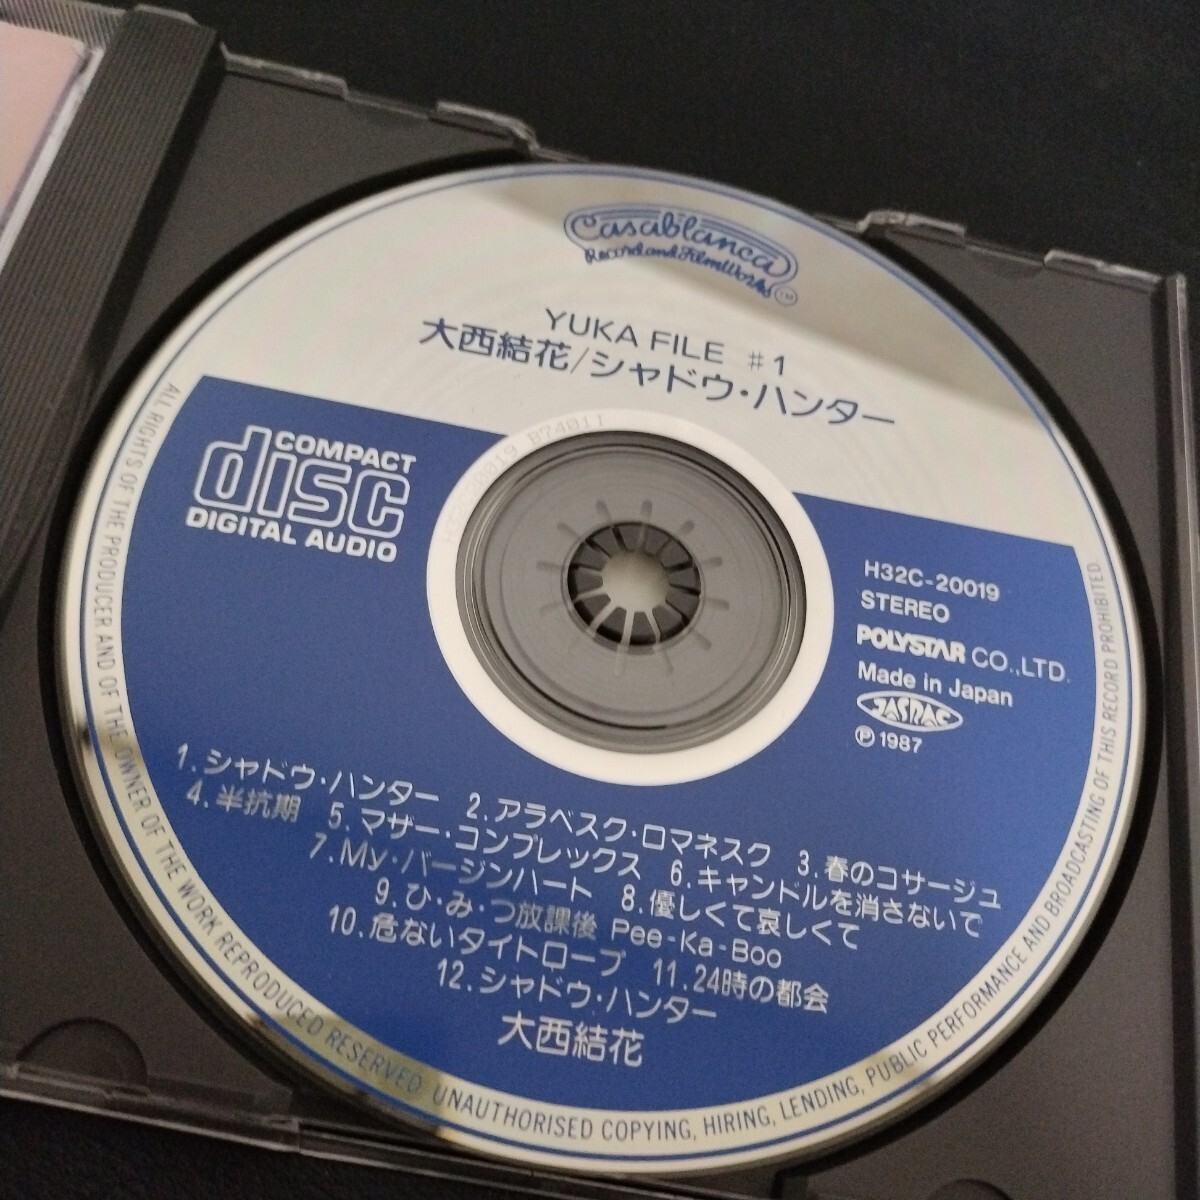 Casablanca
Record and FilmWorks
TM
YUKA FILE #1
大西結花/シャドウ・ハンター
COMPACT
disc
DIGITAL AUDIO
H32C-20019
STEREO
POLYSTAR CO.,LTD.
Made in Japan
JASRAC
Ⓟ 1987
B74011
1. シャドウ・ハンター 2. アラベスク・ロマネスク 3. 春のコサージュ
4. 半抗期 5. マザー・コンプレックス 6. キャンドルを消さないで
7. My・バージンハート 8. 優しくて哀しくて
9. ひ・み・つ放課後 Pee-Ka-Boo
10. 危ないタイトロープ 11. 24時の都会
12. シャドウ・ハンター
大西結花
ALL RIGHTS OF THE PRODUCER AND OF THE OWNER OF THE WORK REPRODUCED RESERVED. UNAUTHORISED COPYING, HIRING, LENDING, PUBLIC PERFORMANCE AND BROADCASTING OF THIS RECORD PROHIBITED